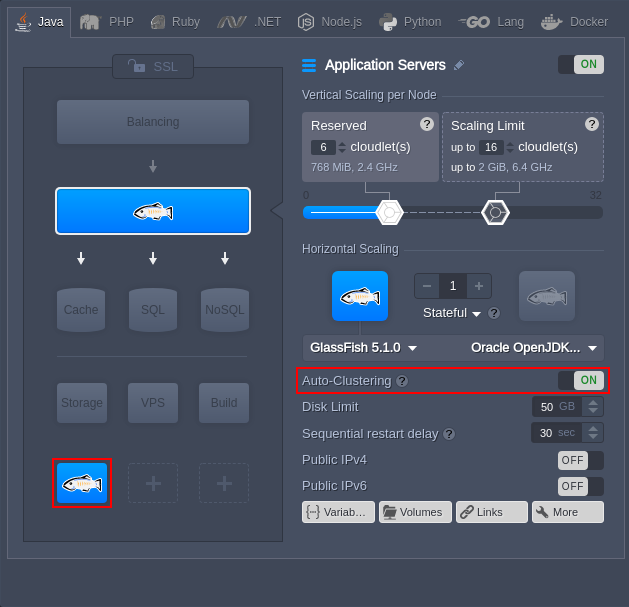 Java PHP Ruby .NET Node.js Python Lang Docker
SSL
Balancing
Cache SQL NoSQL
Storage VPS Build
Application Servers ON
Vertical Scaling per Node
Reserved ?
6 cloudlet(s)
768 MiB, 2.4 GHz
Scaling Limit ?
up to 16 cloudlet(s)
up to 2 GiB, 6.4 GHz
0 32
Horizontal Scaling
− 1 +
Stateful ?
GlassFish 5.1.0 Oracle OpenJDK...
Auto-Clustering ? ON
Disk Limit 50 GB
Sequential restart delay ? 30 sec
Public IPv4 OFF
Public IPv6 OFF
Variab... Volumes Links More